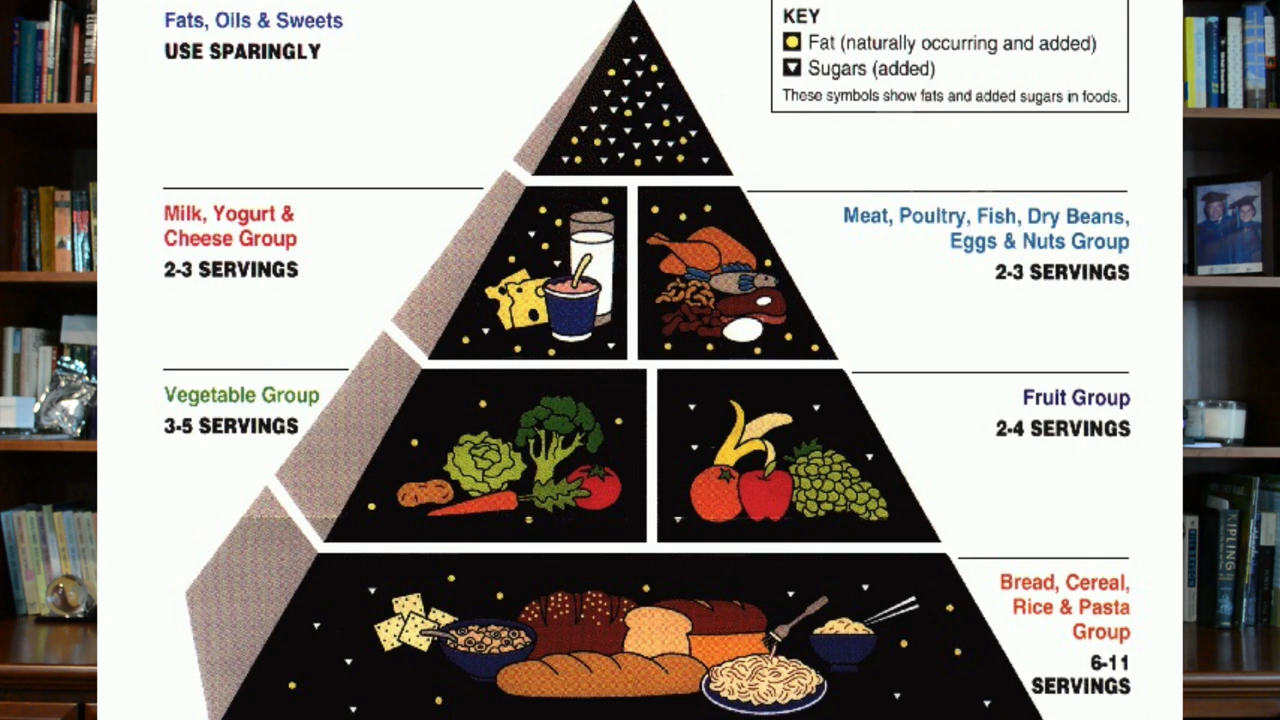 Fats, Oils & Sweets
USE SPARINGLY
KEY
Fat (naturally occurring and added)
Sugars (added)
These symbols show fats and added sugars in foods.
Milk, Yogurt &
Cheese Group
2-3 SERVINGS
Meat, Poultry, Fish, Dry Beans,
Eggs & Nuts Group
2-3 SERVINGS
Vegetable Group
3-5 SERVINGS
Fruit Group
2-4 SERVINGS
Bread, Cereal,
Rice & Pasta
Group
6-11
SERVINGS
KIPLING